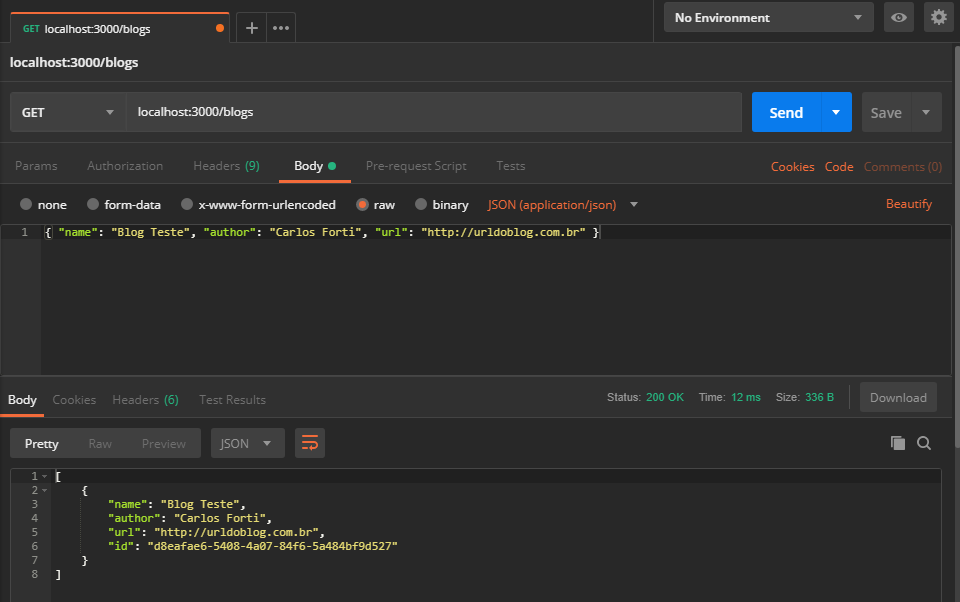 GET localhost:3000/blogs
No Environment
localhost:3000/blogs
GET localhost:3000/blogs Send Save
Params Authorization Headers (9) Body Pre-request Script Tests Cookies Code Comments (0)
none form-data x-www-form-urlencoded raw binary JSON (application/json) Beautify
1 { "name": "Blog Teste", "author": "Carlos Forti", "url": "http://urldoblog.com.br" }
Body Cookies Headers (6) Test Results Status: 200 OK Time: 12 ms Size: 336 B Download
Pretty Raw Preview JSON
1 [
2 {
3 "name": "Blog Teste",
4 "author": "Carlos Forti",
5 "url": "http://urldoblog.com.br",
6 "id": "d8eafae6-5408-4a07-84f6-5a484bf9d527"
7 }
8 ]